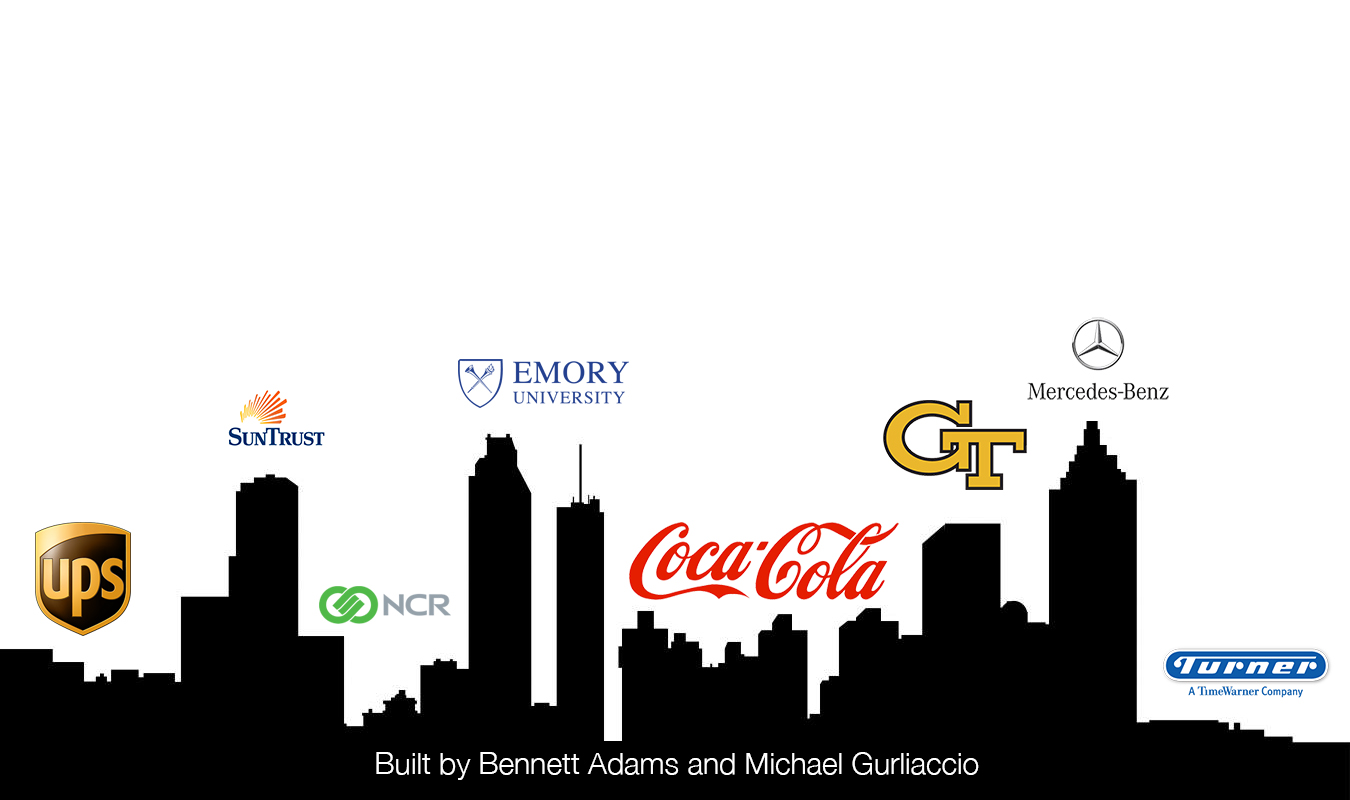 Mercedes-Benz
EMORY
UNIVERSITY
SUNTRUST
GT
ups
Coca-Cola
NCR
Turner
A TimeWarner Company
Built by Bennett Adams and Michael Gurliaccio